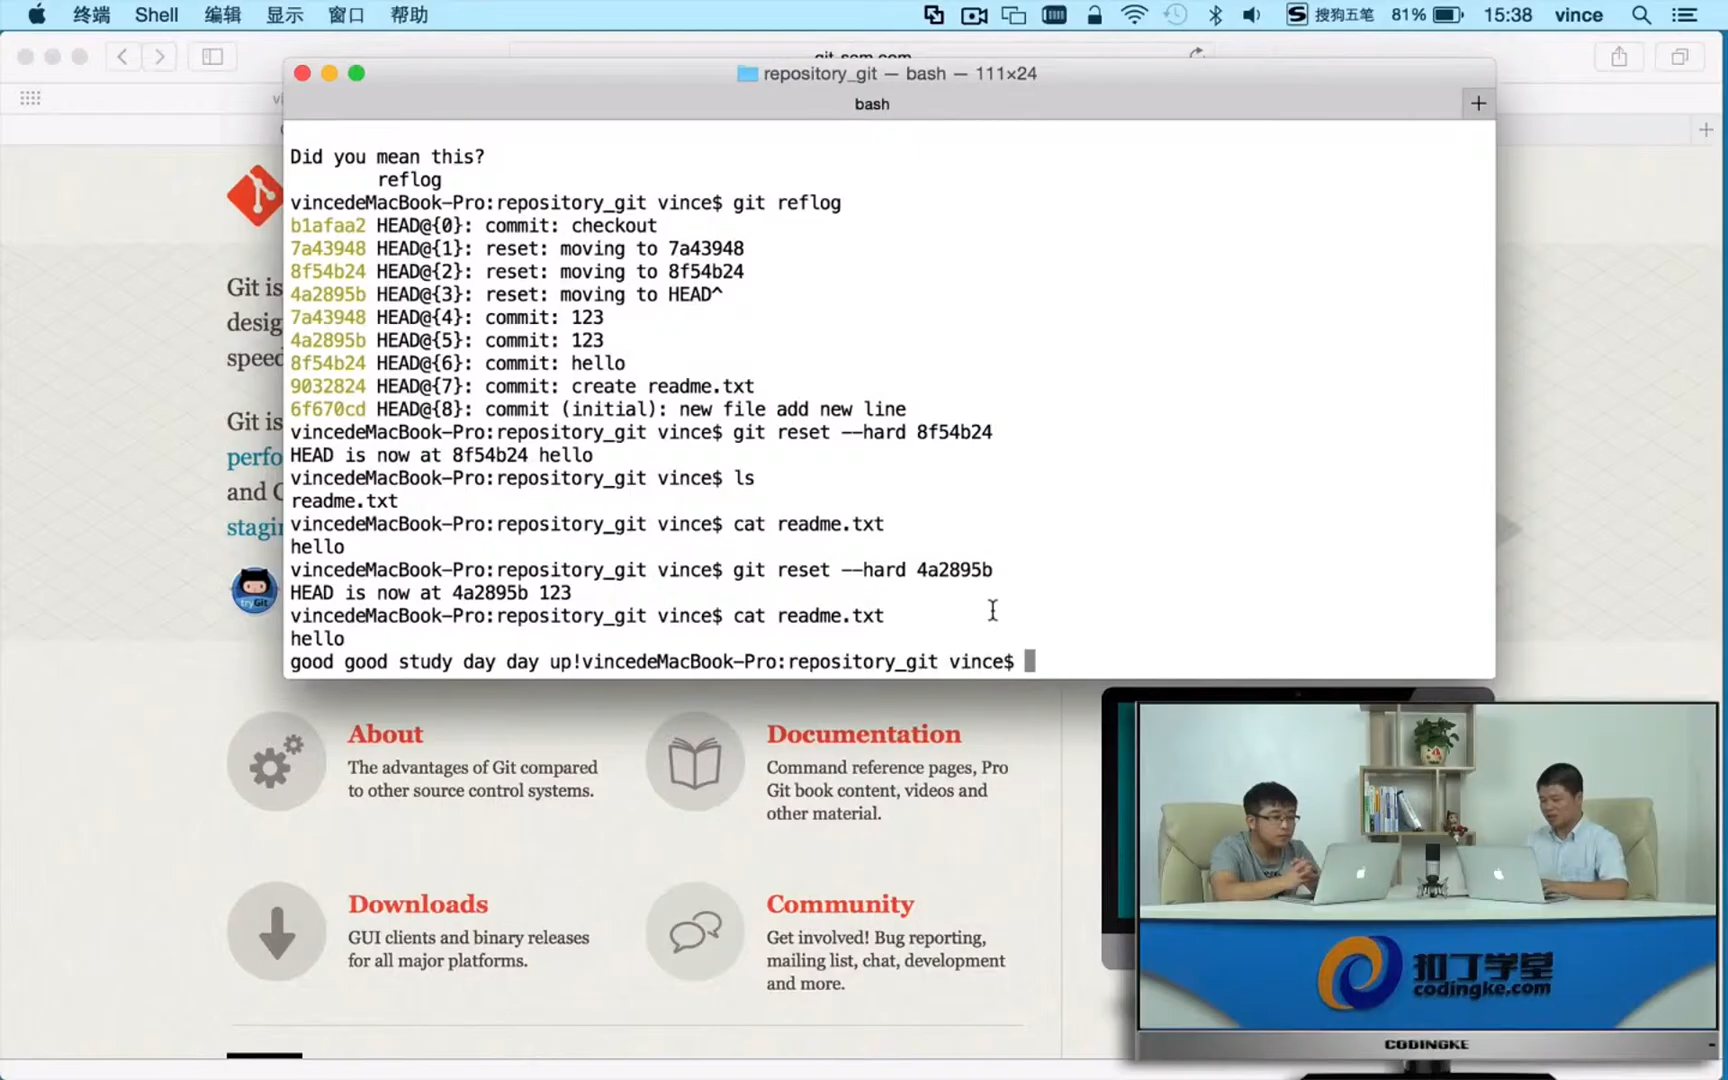 终端 Shell 编辑 显示 窗口 帮助 搜狗五笔 81% 15:38 vince
repository_git — bash — 111×24
bash
Did you mean this?
reflog
vincedeMacBook-Pro:repository_git vince$ git reflog
b1afaa2 HEAD@{0}: commit: checkout
7a43948 HEAD@{1}: reset: moving to 7a43948
8f54b24 HEAD@{2}: reset: moving to 8f54b24
4a2895b HEAD@{3}: reset: moving to HEAD^
7a43948 HEAD@{4}: commit: 123
4a2895b HEAD@{5}: commit: 123
8f54b24 HEAD@{6}: commit: hello
9032824 HEAD@{7}: commit: create readme.txt
6f670cd HEAD@{8}: commit (initial): new file add new line
vincedeMacBook-Pro:repository_git vince$ git reset --hard 8f54b24
HEAD is now at 8f54b24 hello
vincedeMacBook-Pro:repository_git vince$ ls
readme.txt
vincedeMacBook-Pro:repository_git vince$ cat readme.txt
hello
vincedeMacBook-Pro:repository_git vince$ git reset --hard 4a2895b
HEAD is now at 4a2895b 123
vincedeMacBook-Pro:repository_git vince$ cat readme.txt
hello
good good study day day up!vincedeMacBook-Pro:repository_git vince$
Git is
desig
speed
Git is
perfo
and
stagin
tryGit
About
The advantages of Git compared
to other source control systems.
Documentation
Command reference pages, Pro
Git book content, videos and
other material.
Downloads
GUI clients and binary releases
for all major platforms.
Community
Get involved! Bug reporting,
mailing list, chat, development
and more.
扣丁学堂
codingke.com
CODINGKE